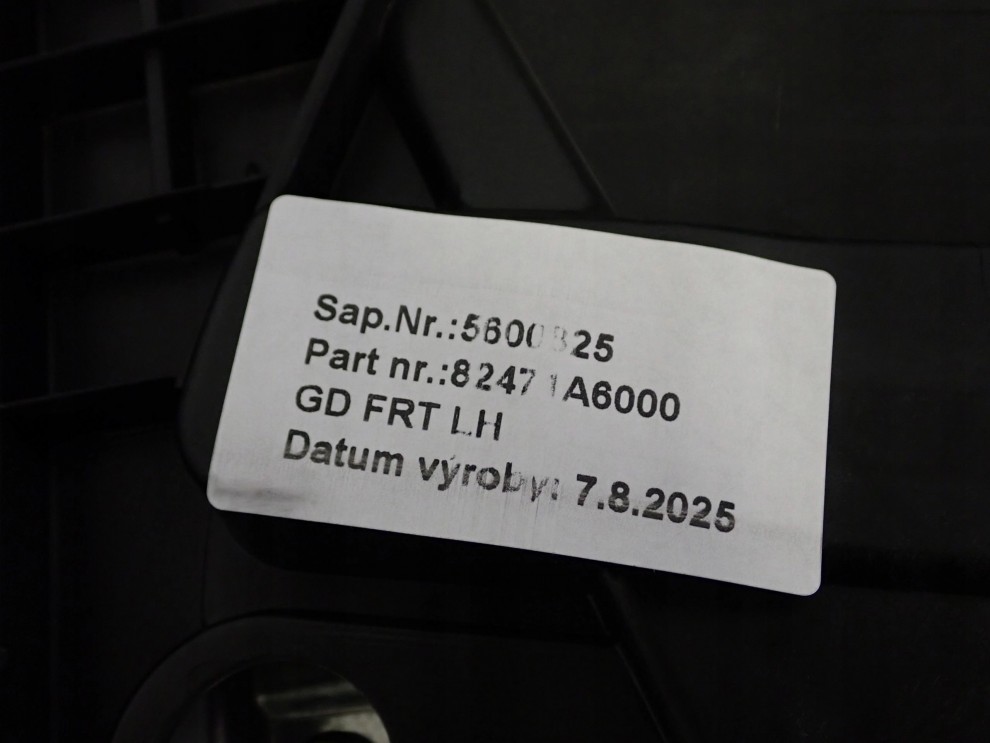 Sap.Nr.:
Part nr.:82471A6000
GD FRT LH
Datum výroby: 7.8.2025